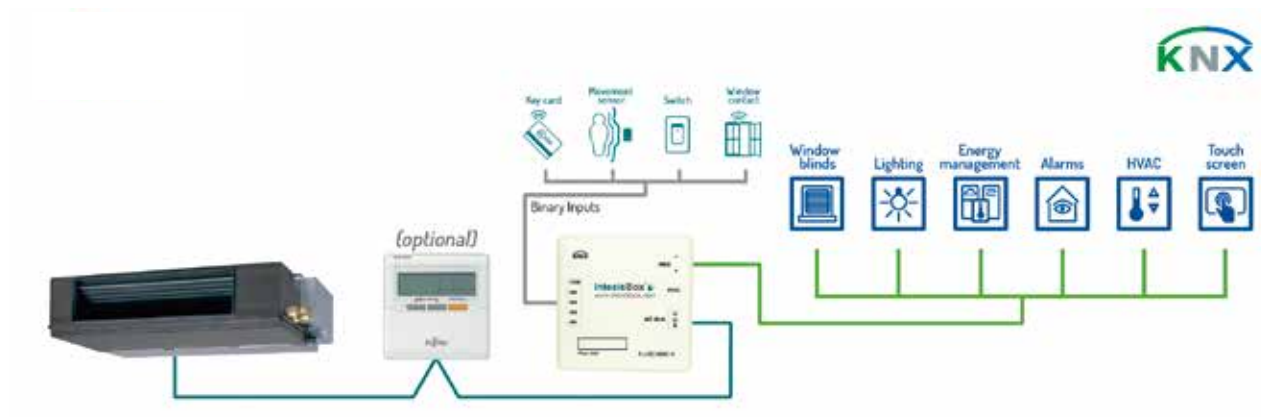 KNX
Key card
Movement
sensor
Switch
Window
contact
Window
blinds
Lighting
Energy
management
Alarms
HVAC
Touch
screen
Binary Inputs
(optional)
KNX
IntesisBox